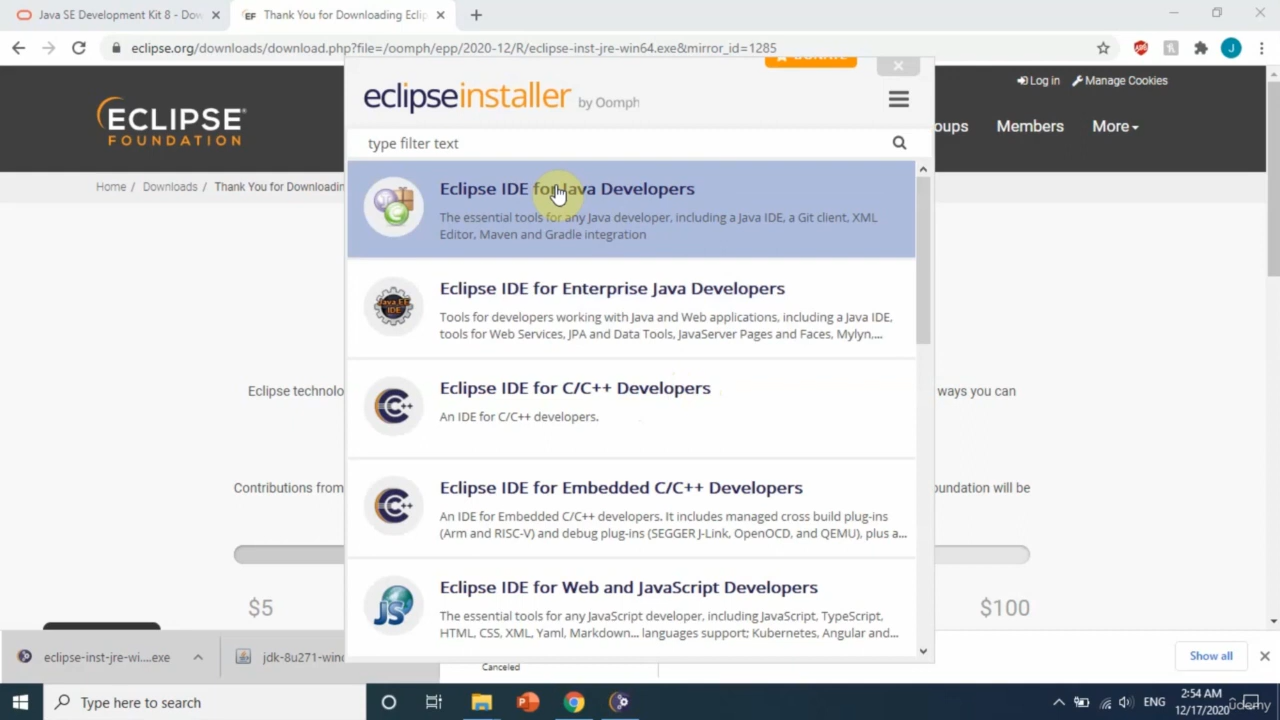 Java SE Development Kit 8 - Dow
Thank You for Downloading Eclip
eclipse.org/downloads/download.php?file=/oomph/epp/2020-12/R/eclipse-inst-jre-win64.exe&mirror_id=1285
J
DONATE
Log in
Manage Cookies
ECLIPSE
FOUNDATION
eclipseinstaller by Oomph
oups
Members
More
type filter text
Home / Downloads / Thank You for Downloadin
Eclipse IDE for Java Developers
The essential tools for any Java developer, including a Java IDE, a Git client, XML
Editor, Maven and Gradle integration
Eclipse IDE for Enterprise Java Developers
Tools for developers working with Java and Web applications, including a Java IDE,
tools for Web Services, JPA and Data Tools, JavaServer Pages and Faces, Mylyn,...
Java EE
IDE
Eclipse technolo
ways you can
Eclipse IDE for C/C++ Developers
An IDE for C/C++ developers.
C++
Contributions from
oundation will be
Eclipse IDE for Embedded C/C++ Developers
An IDE for Embedded C/C++ developers. It includes managed cross build plug-ins
(Arm and RISC-V) and debug plug-ins (SEGGER J-Link, OpenOCD, and QEMU), plus a...
C++
Eclipse IDE for Web and JavaScript Developers
The essential tools for any JavaScript developer, including JavaScript, TypeScript,
HTML, CSS, XML, Yaml, Markdown... languages support; Kubernetes, Angular and...
JS
$5
$100
eclipse-inst-jre-wi....exe
jdk-8u271-wind
Canceled
Show all
Type here to search
ENG
2:54 AM
12/17/2020
udemy